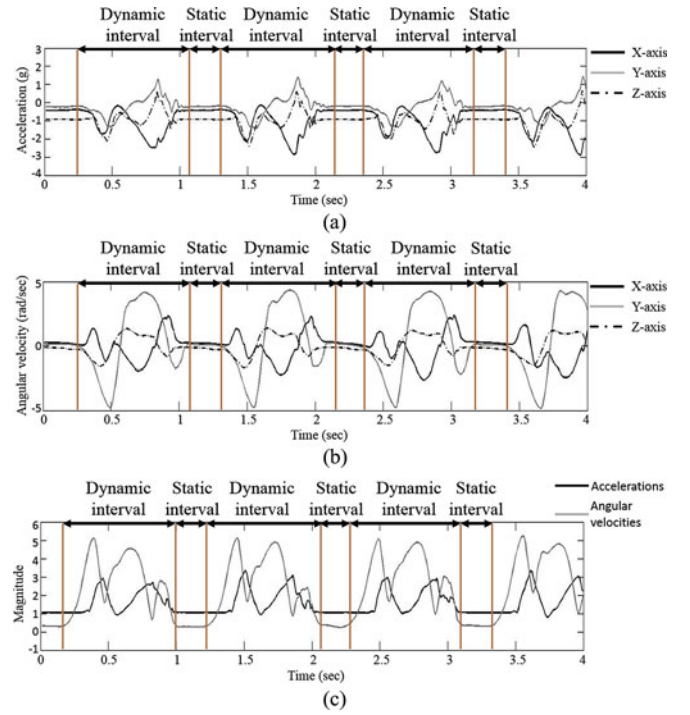 Dynamic interval Static interval Dynamic interval Static interval Dynamic interval Static interval
3
2
1
0
-1
-2
-3
-4
Acceleration (g)
X-axis
Y-axis
Z-axis
0 0.5 1 1.5 2 2.5 3 3.5 4
Time (sec)
(a)
Dynamic interval Static interval Dynamic interval Static interval Dynamic interval Static interval
5
0
-5
Angular velocity (rad/sec)
X-axis
Y-axis
Z-axis
0 0.5 1 1.5 2 2.5 3 3.5 4
Time (sec)
(b)
Accelerations
Angular velocities
Dynamic interval Static interval Dynamic interval Static interval Dynamic interval Static interval
6
5
4
3
2
1
0
-1
Magnitude
0 0.5 1 1.5 2 2.5 3 3.5 4
Time (sec)
(c)